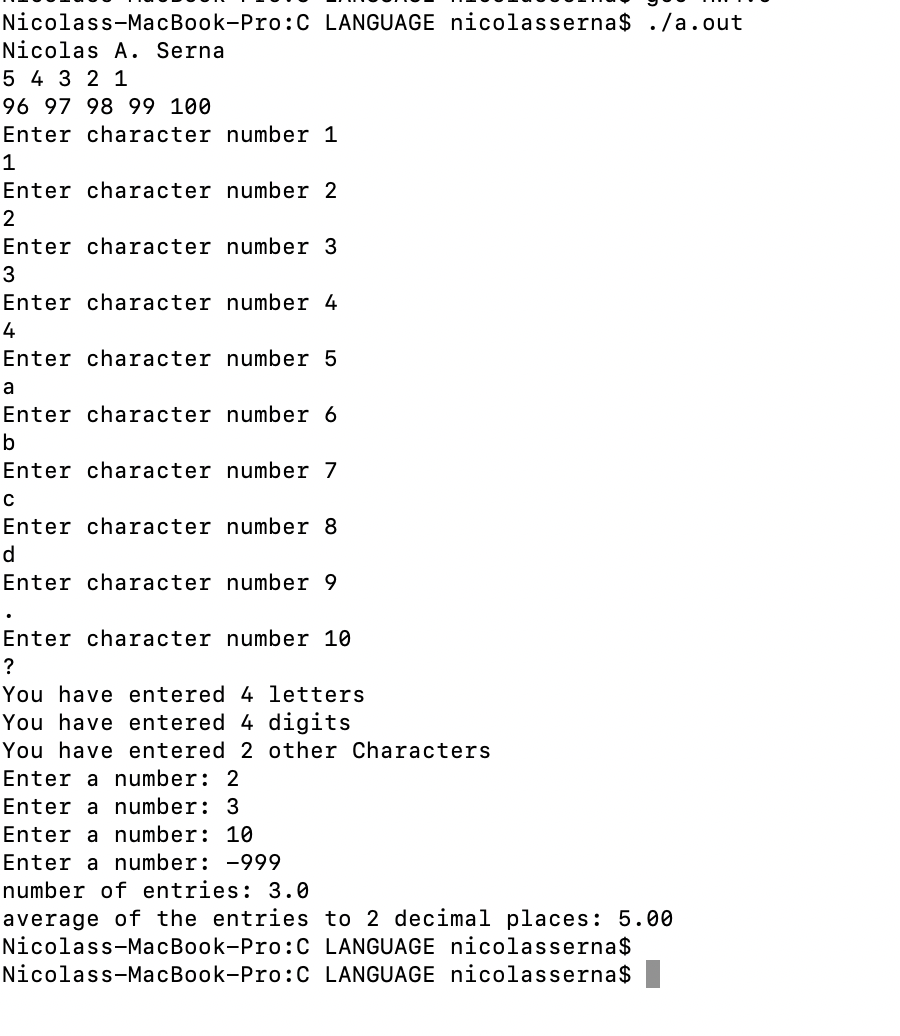 Nicolass-MacBook-Pro:C LANGUAGE nicolasserna$ ./a.out
Nicolas A. Serna
5 4 3 2 1
96 97 98 99 100
Enter character number 1
1
Enter character number 2
2
Enter character number 3
3
Enter character number 4
4
Enter character number 5
a
Enter character number 6
b
Enter character number 7
c
Enter character number 8
d
Enter character number 9
.
Enter character number 10
?
You have entered 4 letters
You have entered 4 digits
You have entered 2 other Characters
Enter a number: 2
Enter a number: 3
Enter a number: 10
Enter a number: -999
number of entries: 3.0
average of the entries to 2 decimal places: 5.00
Nicolass-MacBook-Pro:C LANGUAGE nicolasserna$
Nicolass-MacBook-Pro:C LANGUAGE nicolasserna$